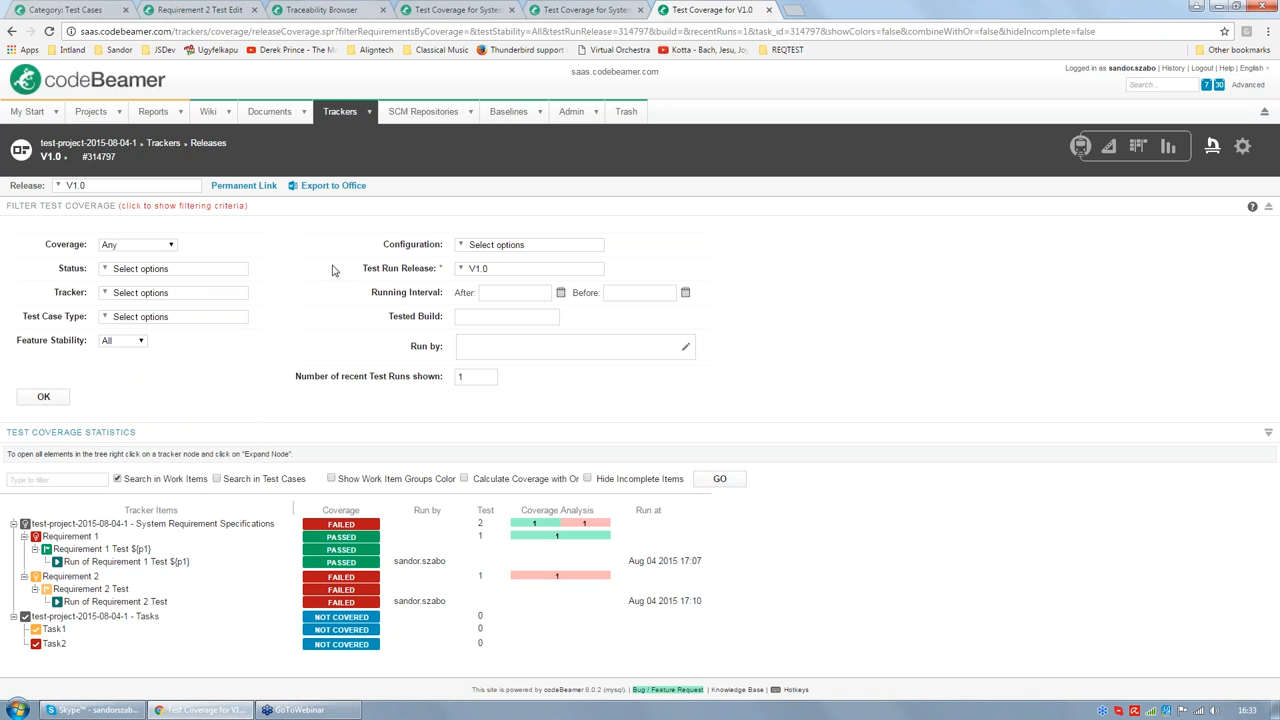 Category: Test Cases
Requirement 2 Test Edit
Traceability Browser
Test Coverage for System
Test Coverage for System
Test Coverage for V1.0
saas.codebeamer.com/trackers/coverage/releaseCoverage.spr?filterRequirementsByCoverage=&testStability=All&testRunRelease=314797&build=&recentRuns=1&task_id=314797&showColors=false&combineWithOr=false&hideIncomplete=false
Apps Intland Sandor JSDev Ugyfelkapu Derek Prince - The G... Aligntech Classical Music Thunderbird support Virtual Orchestra Kotta - Bach, Jesu, Joy REQTEST Other bookmarks
codeBeamer
saas.codebeamer.com
Logged in as sandor.szabo | History | Logout | Help | English
Search... 7 30 Advanced
My Start Projects Reports Wiki Documents Trackers SCM Repositories Baselines Admin Trash
test-project-2015-08-04-1 • Trackers • Releases
V1.0 • #314797
Release: V1.0 Permanent Link Export to Office
FILTER TEST COVERAGE (click to show filtering criteria)
Coverage: Any Configuration: Select options
Status: Select options Test Run Release: * V1.0
Tracker: Select options Running Interval: After: Before:
Test Case Type: Select options Tested Build:
Feature Stability: All Run by:
Number of recent Test Runs shown: 1
OK
TEST COVERAGE STATISTICS
To open all elements in the tree right click on a tracker node and click on "Expand Node".
Type to filter Search in Work Items Search in Test Cases Show Work Item Groups Color Calculate Coverage with Or Hide Incomplete Items GO
Tracker Items Coverage Run by Test Coverage Analysis Run at
test-project-2015-08-04-1 - System Requirement Specifications FAILED 2 1 1
Requirement 1 PASSED 1 1
Requirement 1 Test ${p1} PASSED
Run of Requirement 1 Test ${p1} PASSED sandor.szabo Aug 04 2015 17:07
Requirement 2 FAILED 1 1
Requirement 2 Test FAILED
Run of Requirement 2 Test FAILED sandor.szabo Aug 04 2015 17:10
test-project-2015-08-04-1 - Tasks NOT COVERED 0
Task1 NOT COVERED 0
Task2 NOT COVERED 0
This site is powered by codeBeamer 8.0.2 (mysql). | Bug / Feature Request | Knowledge Base | Hotkeys
Skype™ - sandorszab...
Test Coverage for V1...
GoToWebinar
16:33